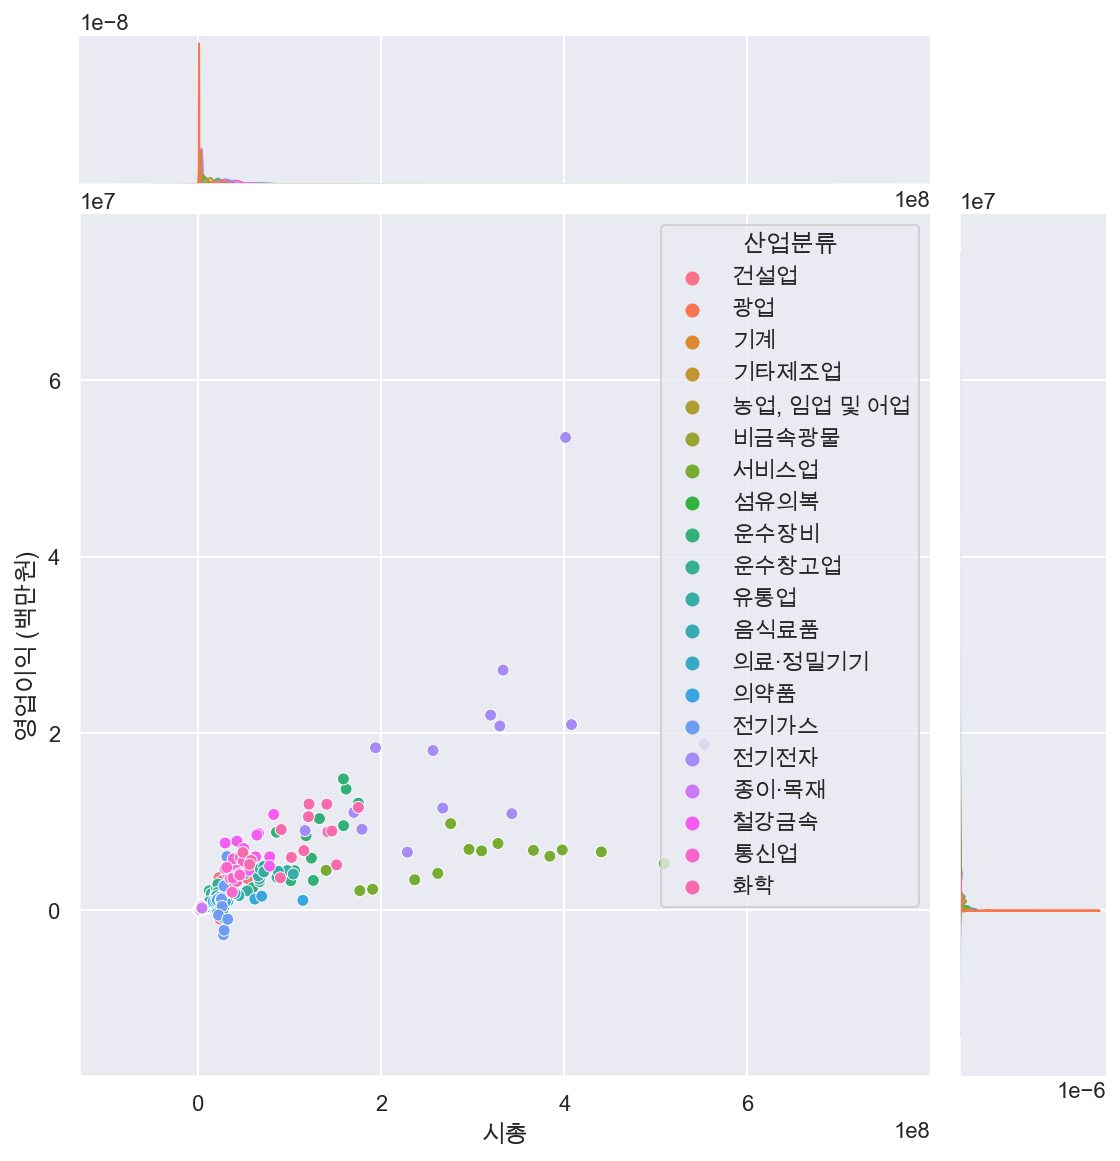 1e−8
1e7
1e8
1e7
산업분류
건설업
광업
기계
기타제조업
농업, 임업 및 어업
비금속광물
서비스업
섬유의복
운수장비
운수창고업
유통업
음식료품
의료·정밀기기
의약품
전기가스
전기전자
종이·목재
철강금속
통신업
화학
6
4
2
0
영업이익 (백만원)
0
2
4
6
1e8
시총
1e−6